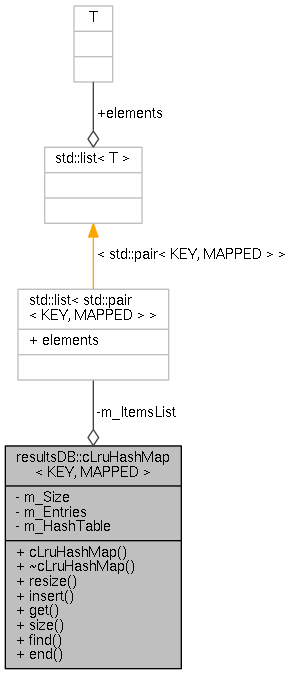 T
+elements
std::list< T >
< std::pair< KEY, MAPPED > >
std::list< std::pair
< KEY, MAPPED > >
+ elements
-m_ItemsList
resultsDB::cLruHashMap
< KEY, MAPPED >
- m_Size
- m_Entries
- m_HashTable
+ cLruHashMap()
+ ~cLruHashMap()
+ resize()
+ insert()
+ get()
+ size()
+ find()
+ end()